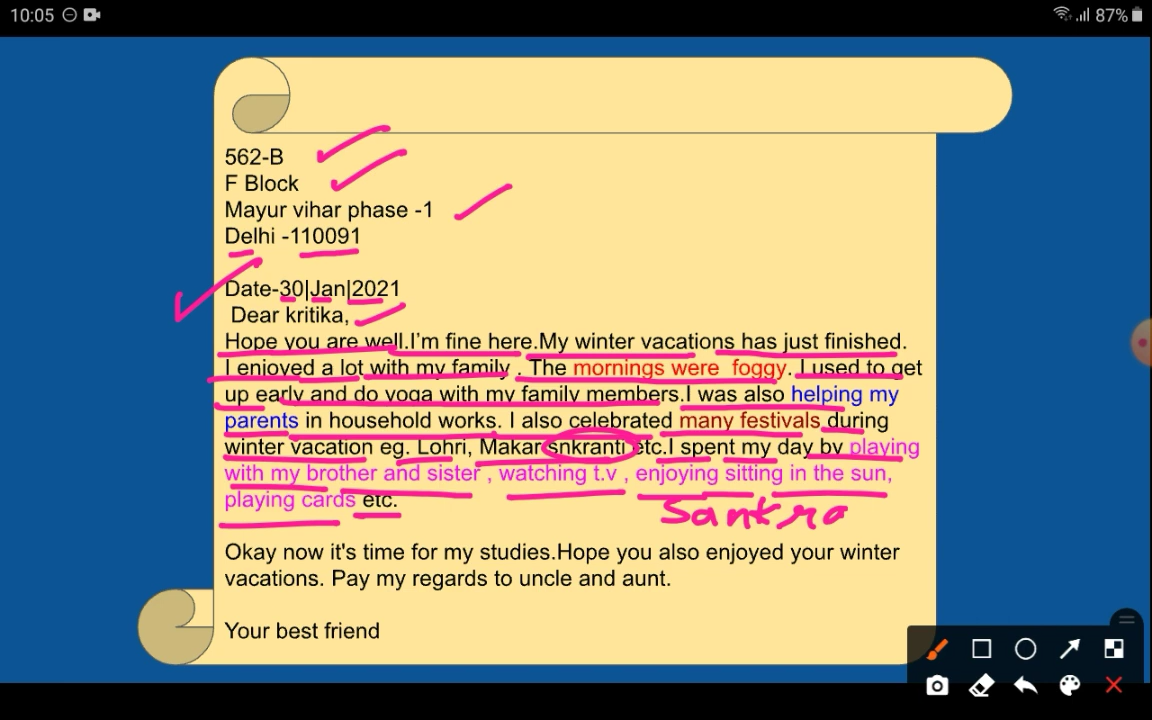 10:05 87%
562-B
F Block
Mayur vihar phase -1
Delhi -110091
Date-30|Jan|2021
Dear kritika,
Hope you are well.I'm fine here.My winter vacations has just finished.
I enjoyed a lot with my family . The mornings were foggy. I used to get
up early and do yoga with my family members.I was also helping my
parents in household works. I also celebrated many festivals during
winter vacation eg. Lohri, Makar snkranti etc.I spent my day by playing
with my brother and sister , watching t.v , enjoying sitting in the sun,
playing cards etc.
Sankra
Okay now it's time for my studies.Hope you also enjoyed your winter
vacations. Pay my regards to uncle and aunt.
Your best friend